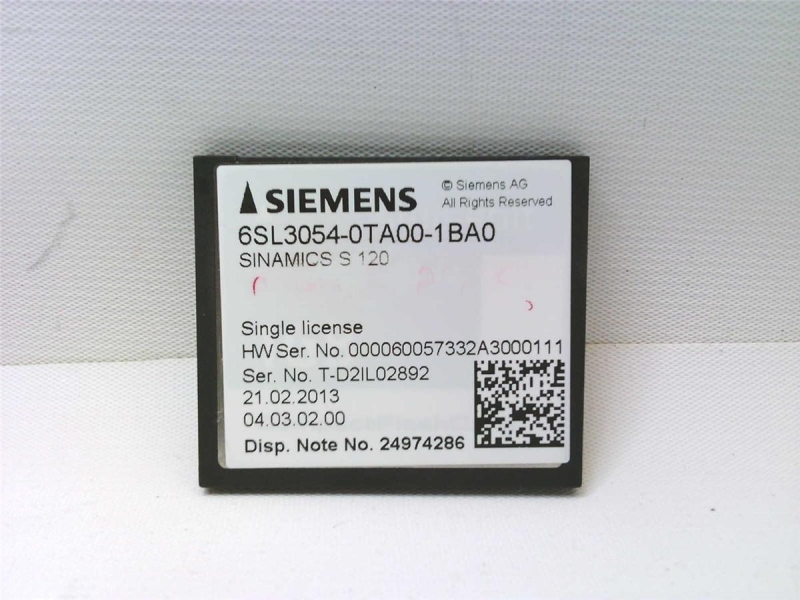 SIEMENS
© Siemens AG
All Rights Reserved
6SL3054-0TA00-1BA0
SINAMICS S 120
Single license
HW Ser. No. 000060057332A3000111
Ser. No. T-D2IL02892
21.02.2013
04.03.02.00
Disp. Note No. 24974286